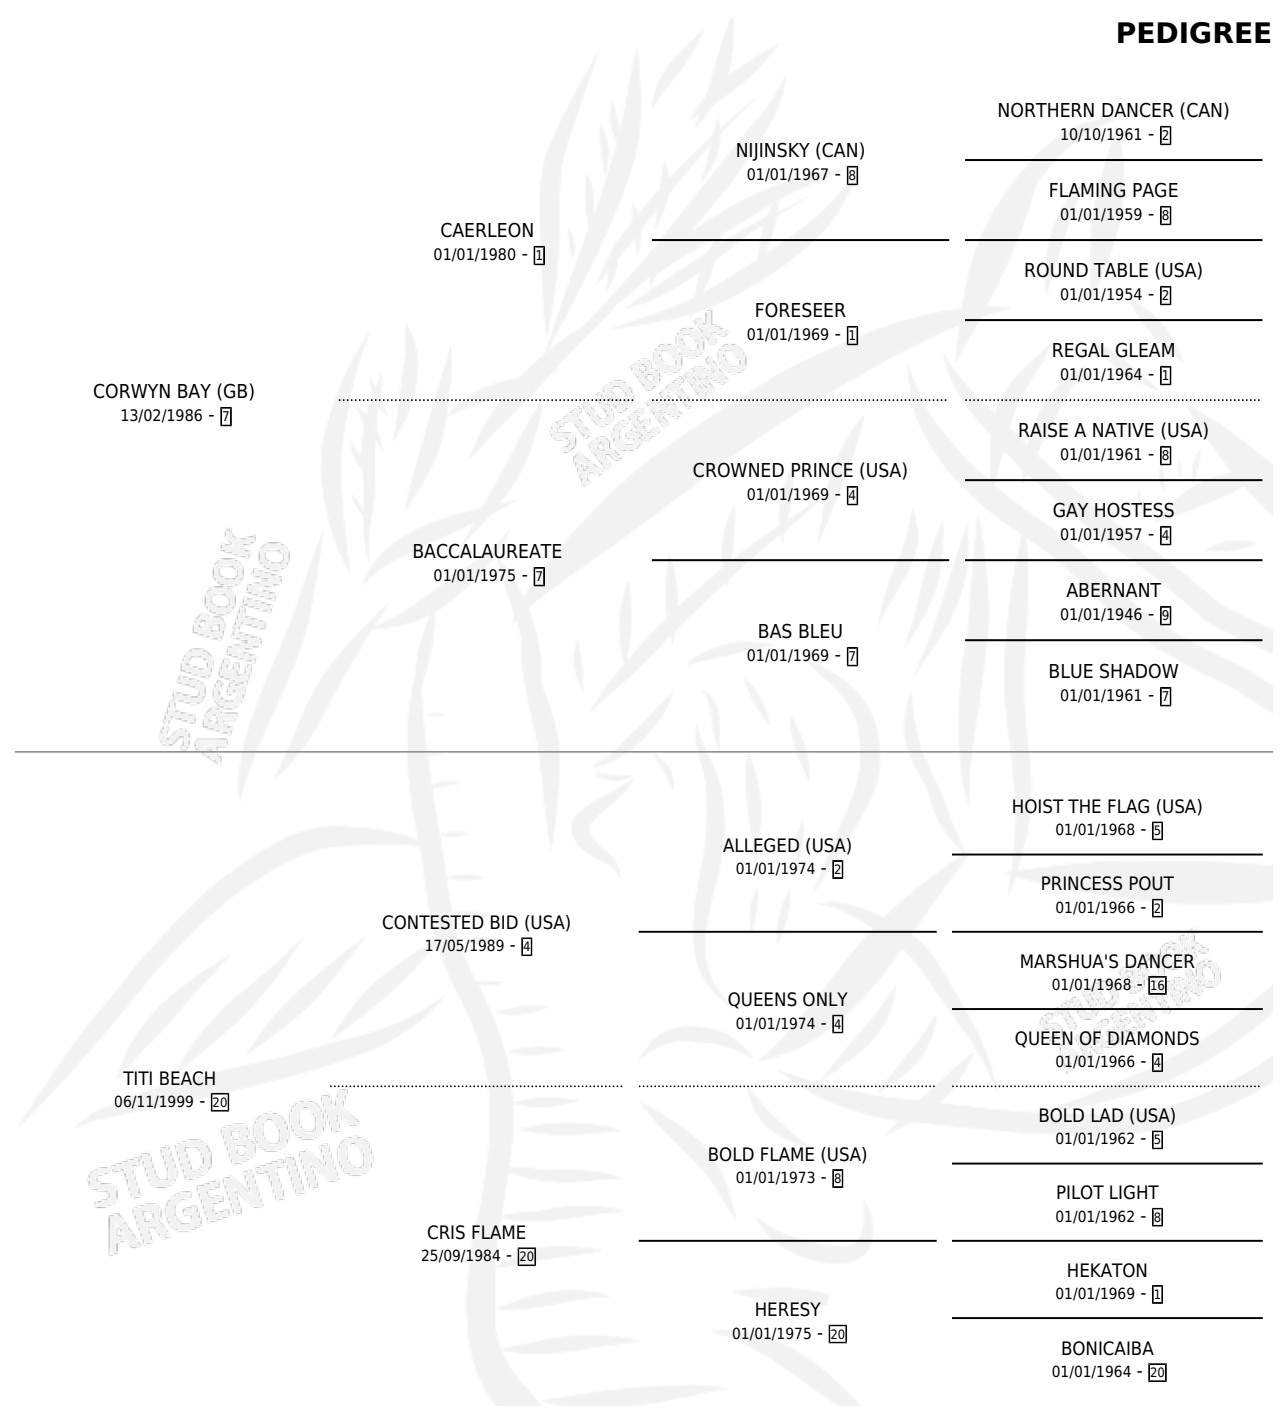 PEDIGREE
NORTHERN DANCER (CAN)
10/10/1961 - 2
NIJINSKY (CAN)
01/01/1967 - 8
FLAMING PAGE
01/01/1959 - 8
CAERLEON
01/01/1980 - 1
ROUND TABLE (USA)
01/01/1954 - 2
FORESEER
01/01/1969 - 1
REGAL GLEAM
01/01/1964 - 1
CORWYN BAY (GB)
13/02/1986 - 7
RAISE A NATIVE (USA)
01/01/1961 - 8
CROWNED PRINCE (USA)
01/01/1969 - 4
GAY HOSTESS
01/01/1957 - 4
BACCALAUREATE
01/01/1975 - 7
ABERNANT
01/01/1946 - 9
BAS BLEU
01/01/1969 - 7
BLUE SHADOW
01/01/1961 - 7
STUD BOOK
ARGENTINO
STUD BOOK
ARGENTINO
HOIST THE FLAG (USA)
01/01/1968 - 5
ALLEGED (USA)
01/01/1974 - 2
PRINCESS POUT
01/01/1966 - 2
CONTESTED BID (USA)
17/05/1989 - 4
MARSHUA'S DANCER
01/01/1968 - 16
QUEENS ONLY
01/01/1974 - 4
QUEEN OF DIAMONDS
01/01/1966 - 4
TITI BEACH
06/11/1999 - 20
BOLD LAD (USA)
01/01/1962 - 5
BOLD FLAME (USA)
01/01/1973 - 8
PILOT LIGHT
01/01/1962 - 8
CRIS FLAME
25/09/1984 - 20
HEKATON
01/01/1969 - 1
HERESY
01/01/1975 - 20
BONICAIBA
01/01/1964 - 20
STUD BOOK
ARGENTINO
STUD BOOK
ARGENTINO